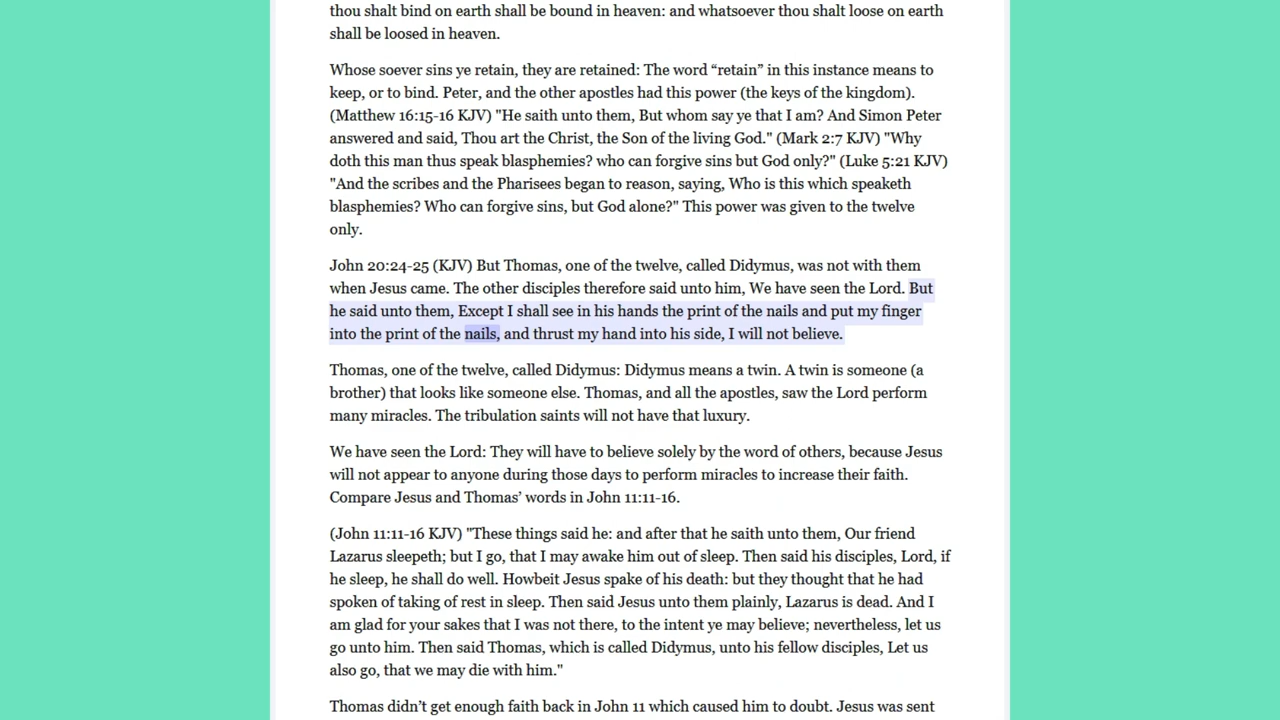 thou shalt bind on earth shall be bound in heaven: and whatsoever thou shalt loose on earth
shall be loosed in heaven.
Whose soever sins ye retain, they are retained: The word “retain” in this instance means to
keep, or to bind. Peter, and the other apostles had this power (the keys of the kingdom).
(Matthew 16:15-16 KJV) "He saith unto them, But whom say ye that I am? And Simon Peter
answered and said, Thou art the Christ, the Son of the living God." (Mark 2:7 KJV) "Why
doth this man thus speak blasphemies? who can forgive sins but God only?" (Luke 5:21 KJV)
"And the scribes and the Pharisees began to reason, saying, Who is this which speaketh
blasphemies? Who can forgive sins, but God alone?" This power was given to the twelve
only.
John 20:24-25 (KJV) But Thomas, one of the twelve, called Didymus, was not with them
when Jesus came. The other disciples therefore said unto him, We have seen the Lord. But
he said unto them, Except I shall see in his hands the print of the nails and put my finger
into the print of the nails, and thrust my hand into his side, I will not believe.
Thomas, one of the twelve, called Didymus: Didymus means a twin. A twin is someone (a
brother) that looks like someone else. Thomas, and all the apostles, saw the Lord perform
many miracles. The tribulation saints will not have that luxury.
We have seen the Lord: They will have to believe solely by the word of others, because Jesus
will not appear to anyone during those days to perform miracles to increase their faith.
Compare Jesus and Thomas’ words in John 11:11-16.
(John 11:11-16 KJV) "These things said he: and after that he saith unto them, Our friend
Lazarus sleepeth; but I go, that I may awake him out of sleep. Then said his disciples, Lord, if
he sleep, he shall do well. Howbeit Jesus spake of his death: but they thought that he had
spoken of taking of rest in sleep. Then said Jesus unto them plainly, Lazarus is dead. And I
am glad for your sakes that I was not there, to the intent ye may believe; nevertheless, let us
go unto him. Then said Thomas, which is called Didymus, unto his fellow disciples, Let us
also go, that we may die with him."
Thomas didn’t get enough faith back in John 11 which caused him to doubt. Jesus was sent